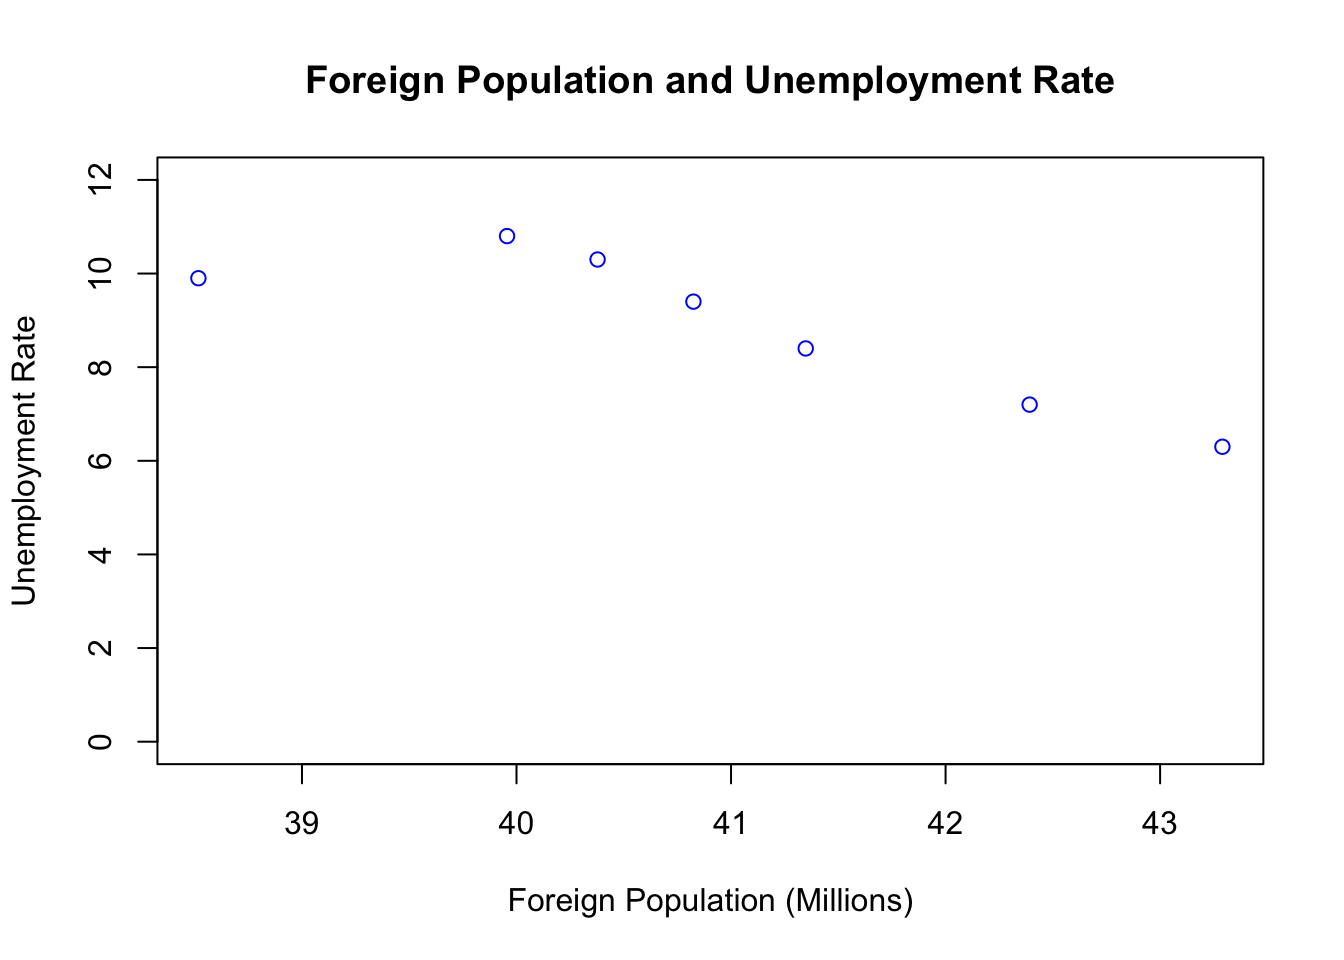 Foreign Population and Unemployment Rate
12
10
8
6
4
2
0
Unemployment Rate
39 40 41 42 43
Foreign Population (Millions)